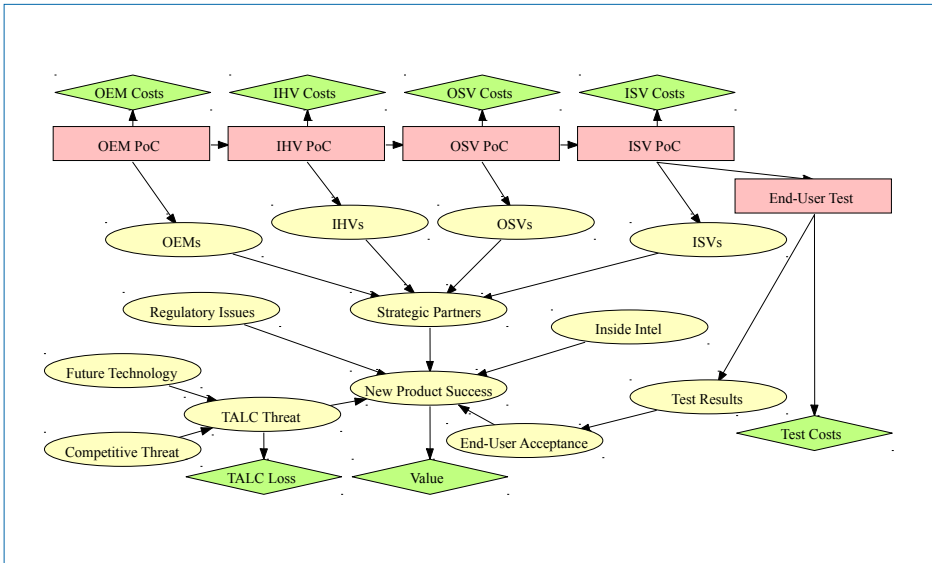 OEM Costs
IHV Costs
OSV Costs
ISV Costs
OEM PoC
IHV PoC
OSV PoC
ISV PoC
End-User Test
OEMs
IHVs
OSVs
ISVs
Regulatory Issues
Strategic Partners
Inside Intel
Future Technology
New Product Success
Test Results
TALC Threat
Competitive Threat
End-User Acceptance
Test Costs
TALC Loss
Value